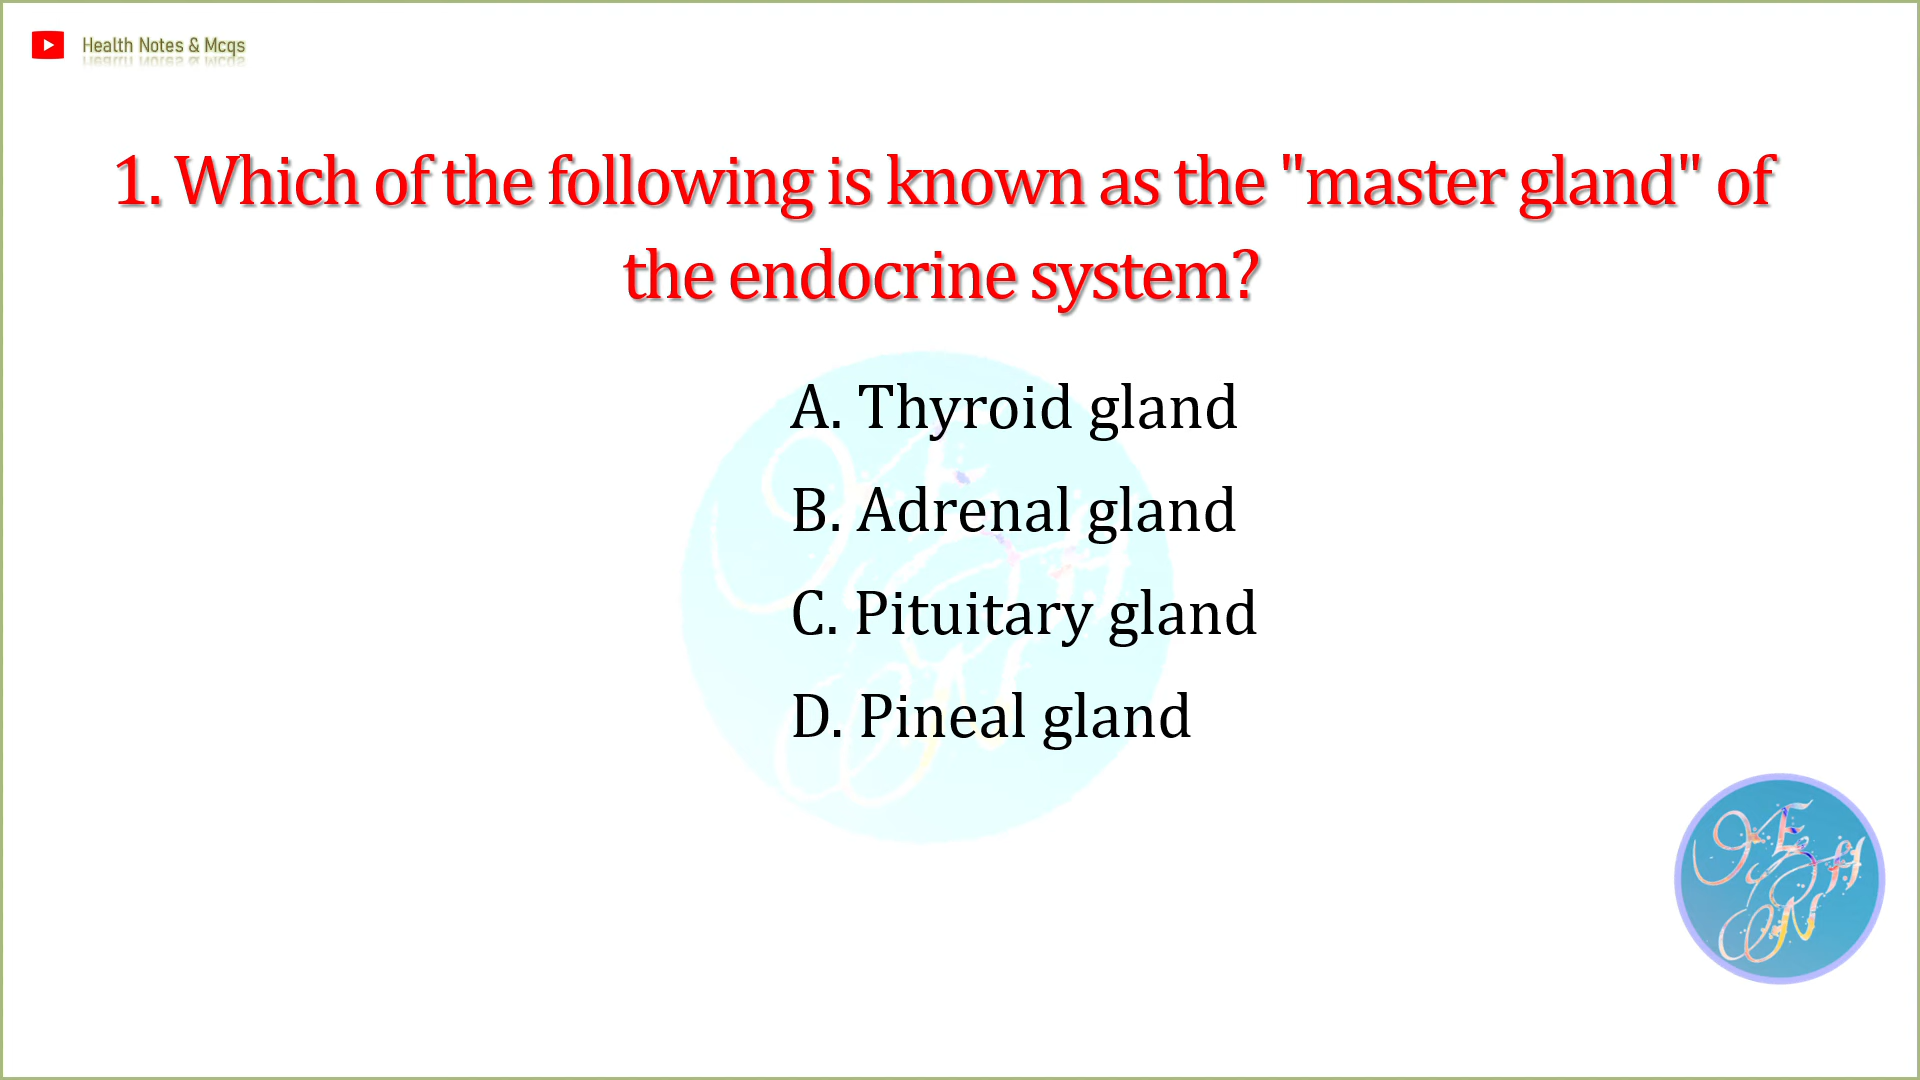 Health Notes & Mcqs
1. Which of the following is known as the "master gland" of
the endocrine system?
A. Thyroid gland
B. Adrenal gland
C. Pituitary gland
D. Pineal gland